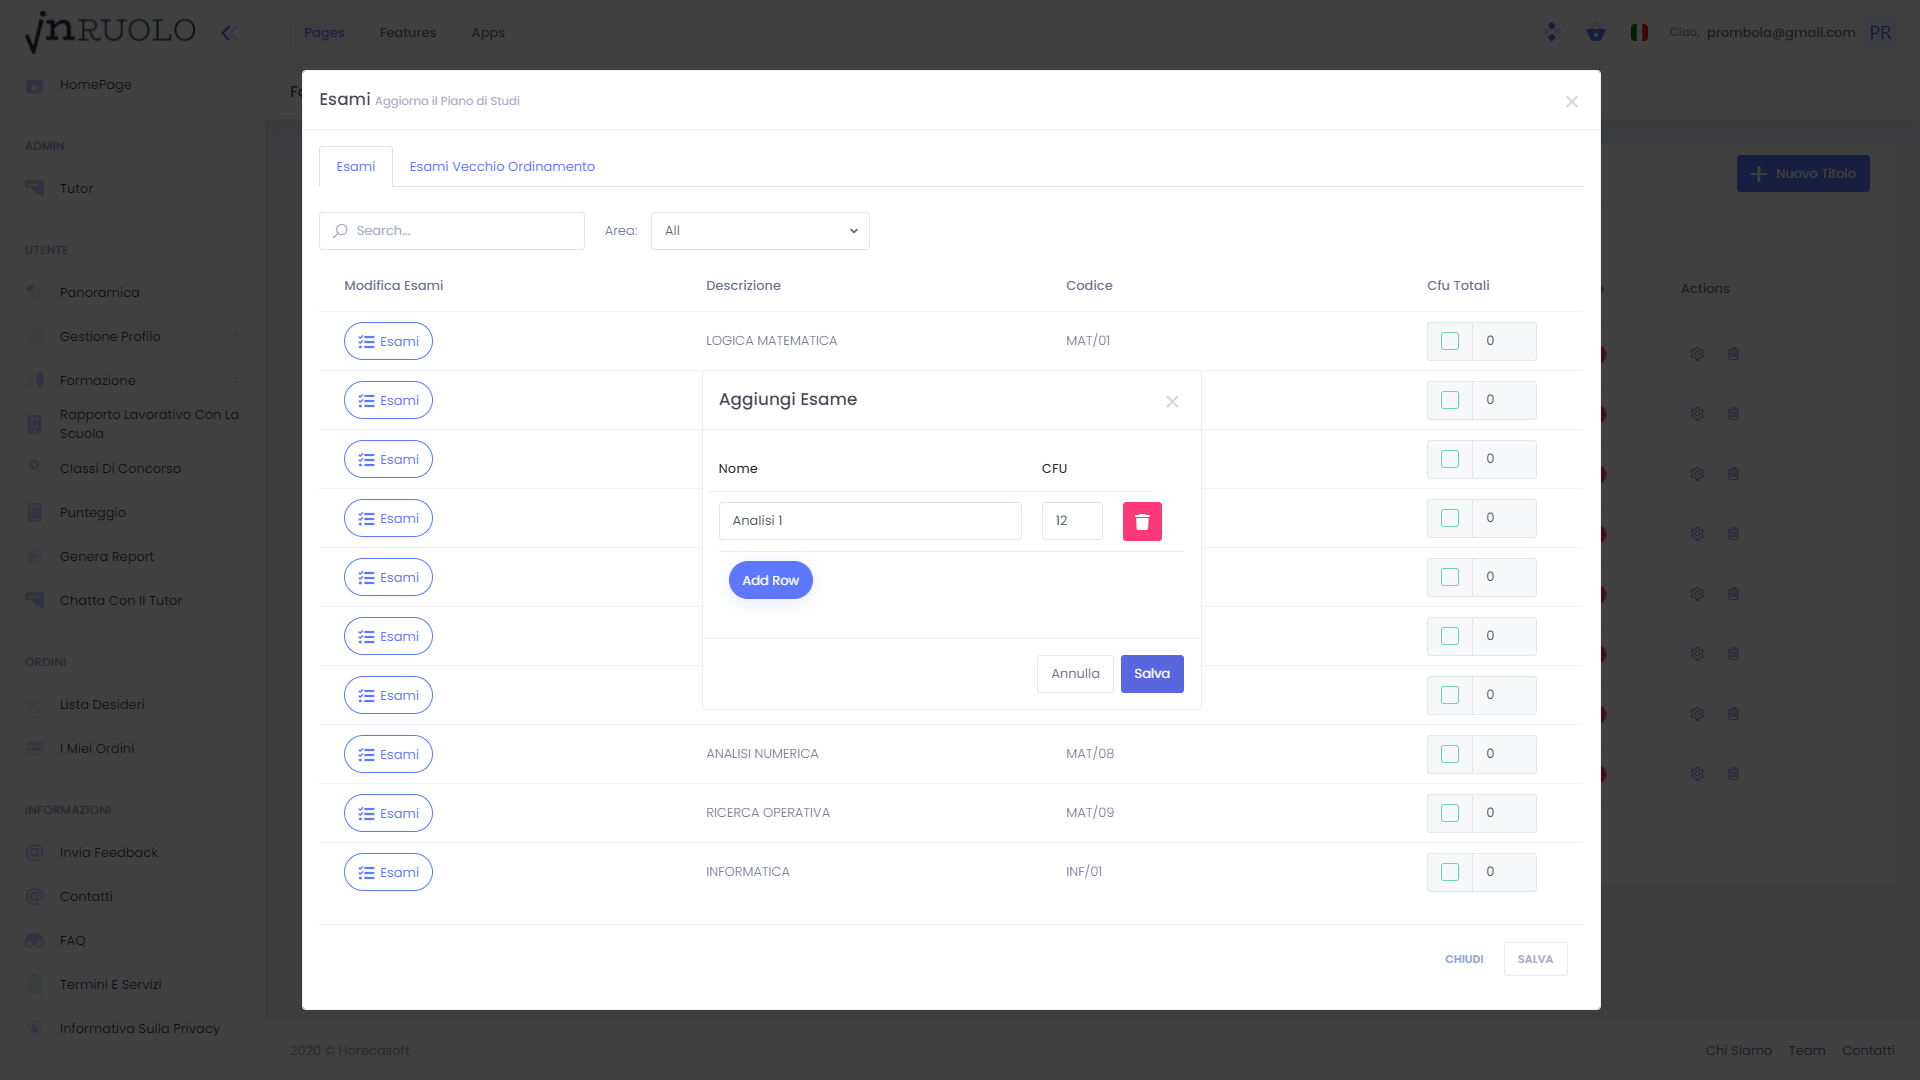 inRUOLO
Pages Features Apps
Ciao, prombola@gmail.com PR
HomePage
ADMIN
Tutor
UTENTE
Panoramica
Gestione Profilo
Formazione
Rapporto Lavorativo Con La
Scuola
Classi Di Concorso
Punteggio
Genera Report
Chatta Con Il Tutor
ORDINI
Lista Desideri
I Miei Ordini
INFORMAZIONI
Invia Feedback
Contatti
FAQ
Termini E Servizi
Informativa Sulla Privacy
Nuovo Titolo
Actions
Esami Aggiorna il Piano di Studi
Esami Esami Vecchio Ordinamento
Search... Area: All
Modifica Esami Descrizione Codice Cfu Totali
Esami LOGICA MATEMATICA MAT/01 0
Esami 0
Esami 0
Esami 0
Esami 0
Esami 0
Esami 0
Esami ANALISI NUMERICA MAT/08 0
Esami RICERCA OPERATIVA MAT/09 0
Esami INFORMATICA INF/01 0
Aggiungi Esame
Nome CFU
Analisi 1 12
Add Row
Annulla Salva
CHIUDI SALVA
2020 © Horecasoft
Chi Siamo Team Contatti